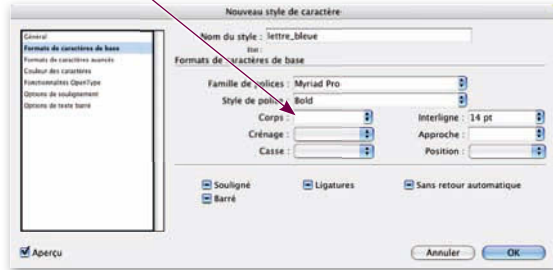 Nouveau style de caractère
Général
Formats de caractères de base
Formats de caractères avancés
Couleur des caractères
Fonctionnalités OpenType
Options de soulignement
Options de texte barré
Nom du style : lettre_bleue
Etat :
Formats de caractères de base
Famille de polices : Myriad Pro
Style de police : Bold
Corps : Interligne : 14 pt
Crénage : Approche :
Casse : Position :
Souligné Ligatures Sans retour automatique
Barré
Aperçu Annuler OK